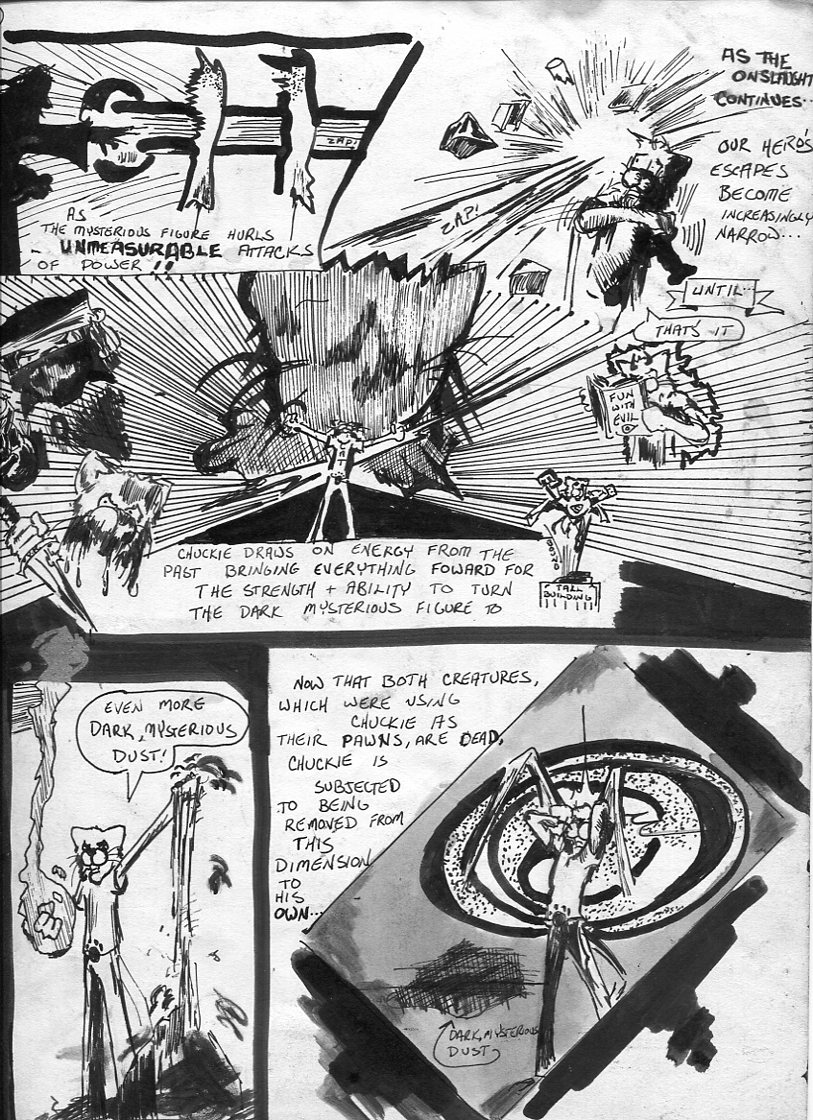 ZAP!
AS
THE MYSTERIOUS FIGURE HURLS
... UNMEASURABLE ATTACKS
OF POWER!!
AS THE
ONSLAUGHT
CONTINUES...
OUR HERO'S
ESCAPES
BECOME
INCREASINGLY
NARROW...
ZAP!
UNTIL...
THAT'S IT
FUN
WITH
EVIL
CHUCKIE DRAWS ON ENERGY FROM THE
PAST BRINGING EVERYTHING FOWARD FOR
THE STRENGTH + ABILITY TO TURN
THE DARK MYSTERIOUS FIGURE TO
TALL
BUILDING
EVEN MORE
DARK, MYSTERIOUS
DUST!
NOW THAT BOTH CREATURES,
WHICH WERE USING
CHUCKIE AS
THEIR PAWNS, ARE DEAD,
CHUCKIE IS
SUBJECTED
TO BEING
REMOVED FROM
THIS
DIMENSION
TO
HIS
OWN...
DARK, MYSTERIOUS
DUST